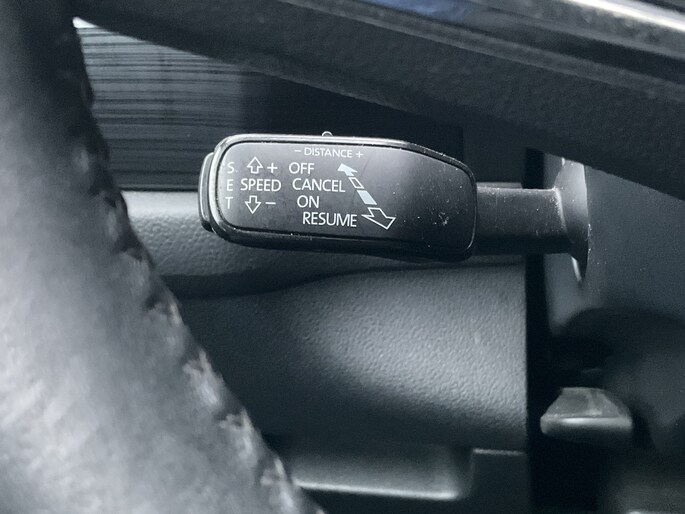 - DISTANCE +
S + OFF
E SPEED CANCEL
T - ON
RESUME